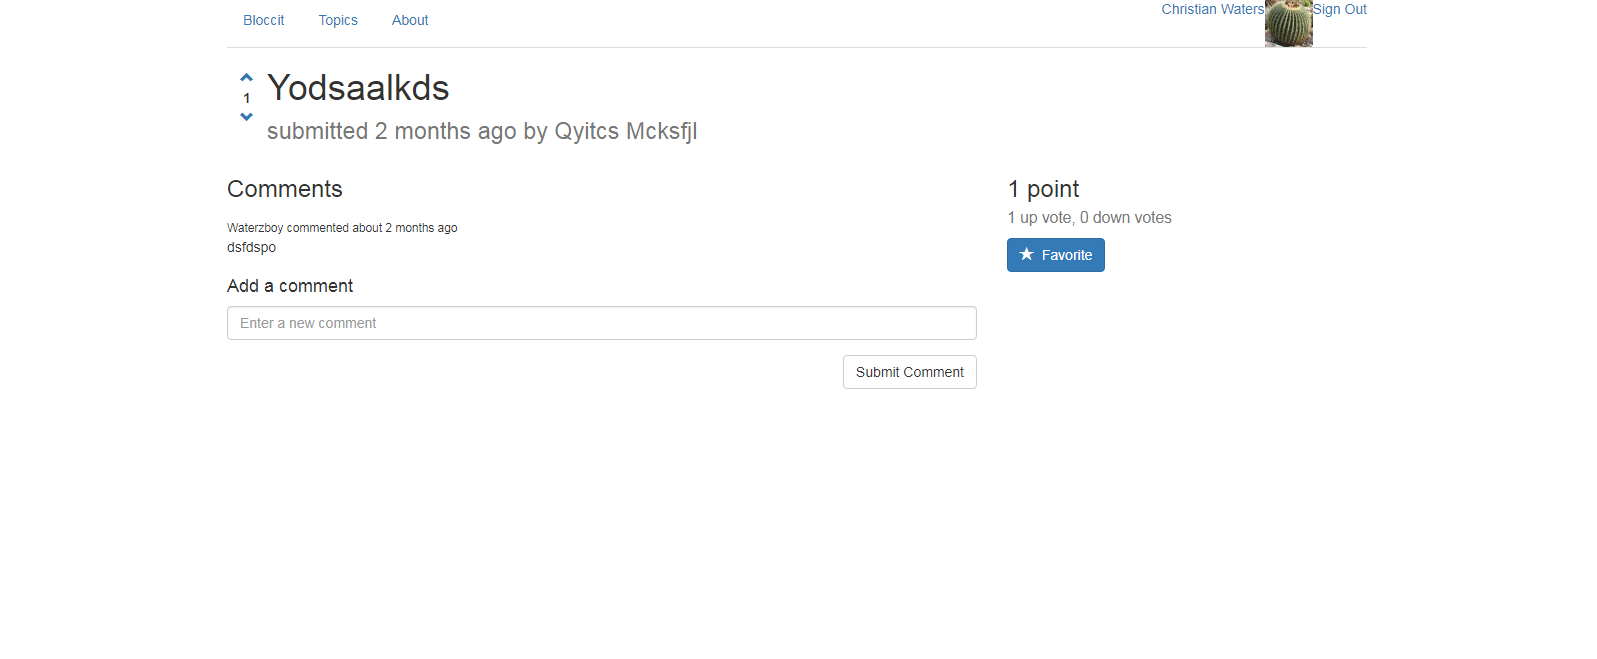 Bloccit Topics About Christian Waters Sign Out
1
Yodsaalkds
submitted 2 months ago by Qyitcs Mcksfjl
Comments
Waterzboy commented about 2 months ago
dsfdspo
Add a comment
Enter a new comment
Submit Comment
1 point
1 up vote, 0 down votes
Favorite